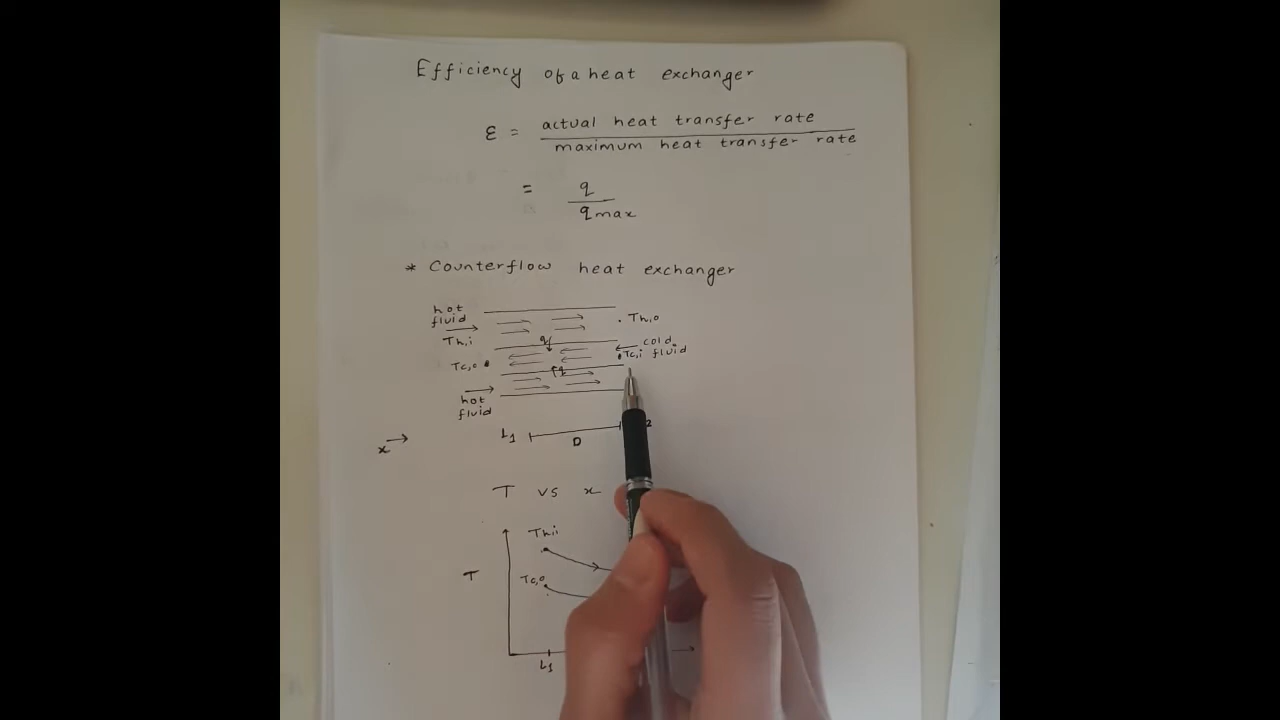 Efficiency of a heat exchanger
ε = actual heat transfer rate
maximum heat transfer rate
= q
qmax
* Counterflow heat exchanger
hot
fluid
Th,i
Th,o
q
cold
fluid
Tc,i
Tc,o
q
hot
fluid
L1
D
2
x
T vs x
Th,i
Tc,o
T
L1